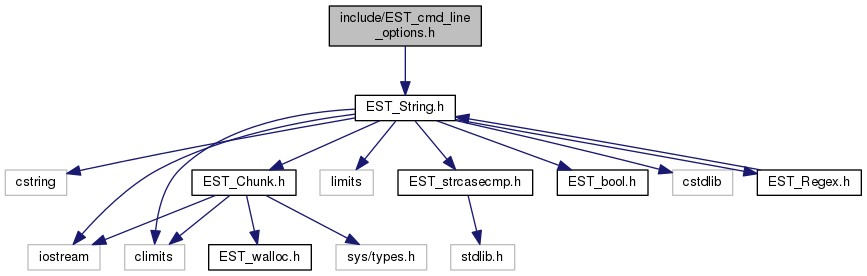 include/EST_cmd_line
_options.h
EST_String.h
cstring
EST_Chunk.h
limits
EST_strcasecmp.h
EST_bool.h
cstdlib
EST_Regex.h
iostream
climits
EST_walloc.h
sys/types.h
stdlib.h